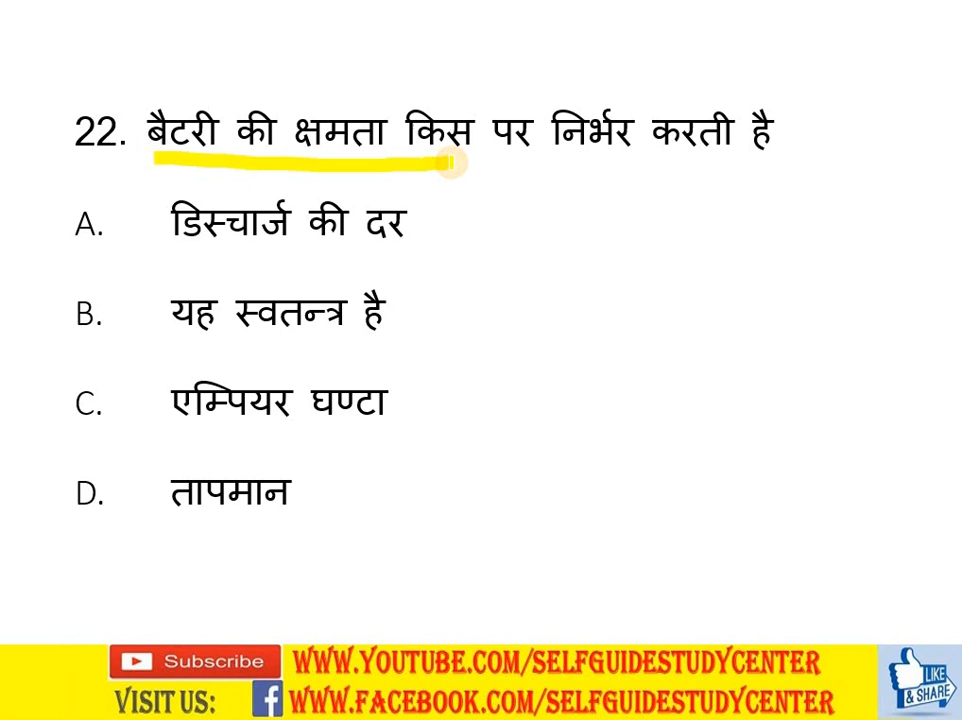 22. बैटरी की क्षमता किस पर निर्भर करती है
A. डिस्चार्ज की दर
B. यह स्वतन्त्र है
C. एम्पियर घण्टा
D. तापमान
Subscribe WWW.YOUTUBE.COM/SELFGUIDESTUDYCENTER
VISIT US: f WWW.FACEBOOK.COM/SELFGUIDESTUDYCENTER
LIKE
& SHARE